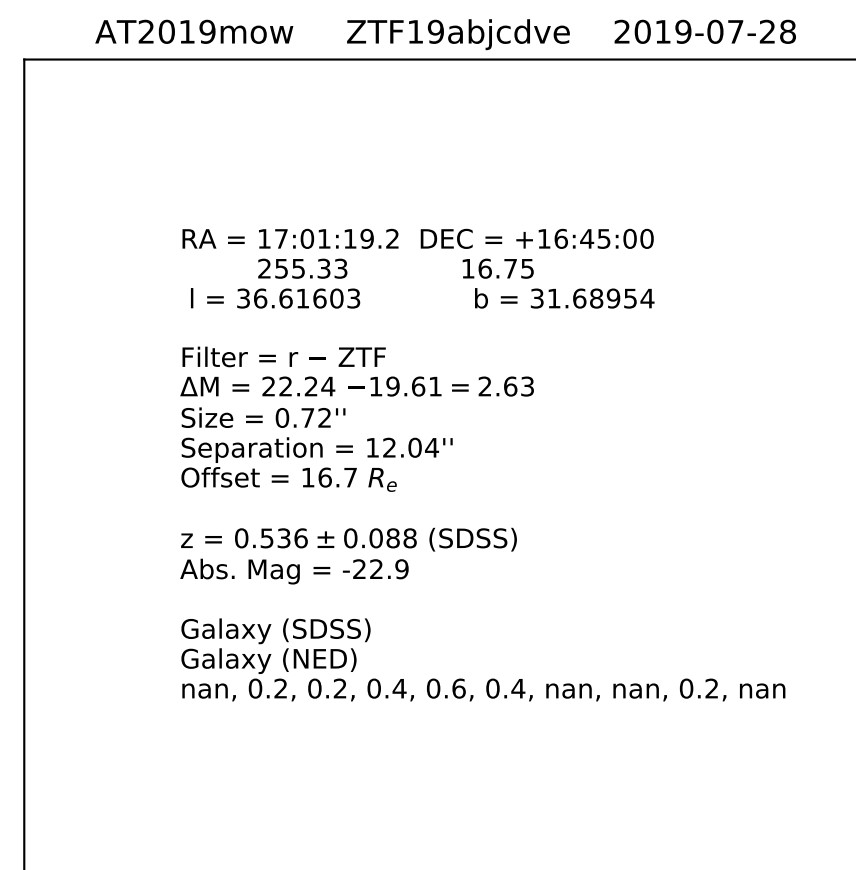 AT2019mow ZTF19abjcdve 2019-07-28
RA = 17:01:19.2 DEC = +16:45:00
255.33 16.75
l = 36.61603 b = 31.68954
Filter = r − ZTF
ΔM = 22.24 −19.61 = 2.63
Size = 0.72''
Separation = 12.04''
Offset = 16.7 Re
z = 0.536 ± 0.088 (SDSS)
Abs. Mag = -22.9
Galaxy (SDSS)
Galaxy (NED)
nan, 0.2, 0.2, 0.4, 0.6, 0.4, nan, nan, 0.2, nan